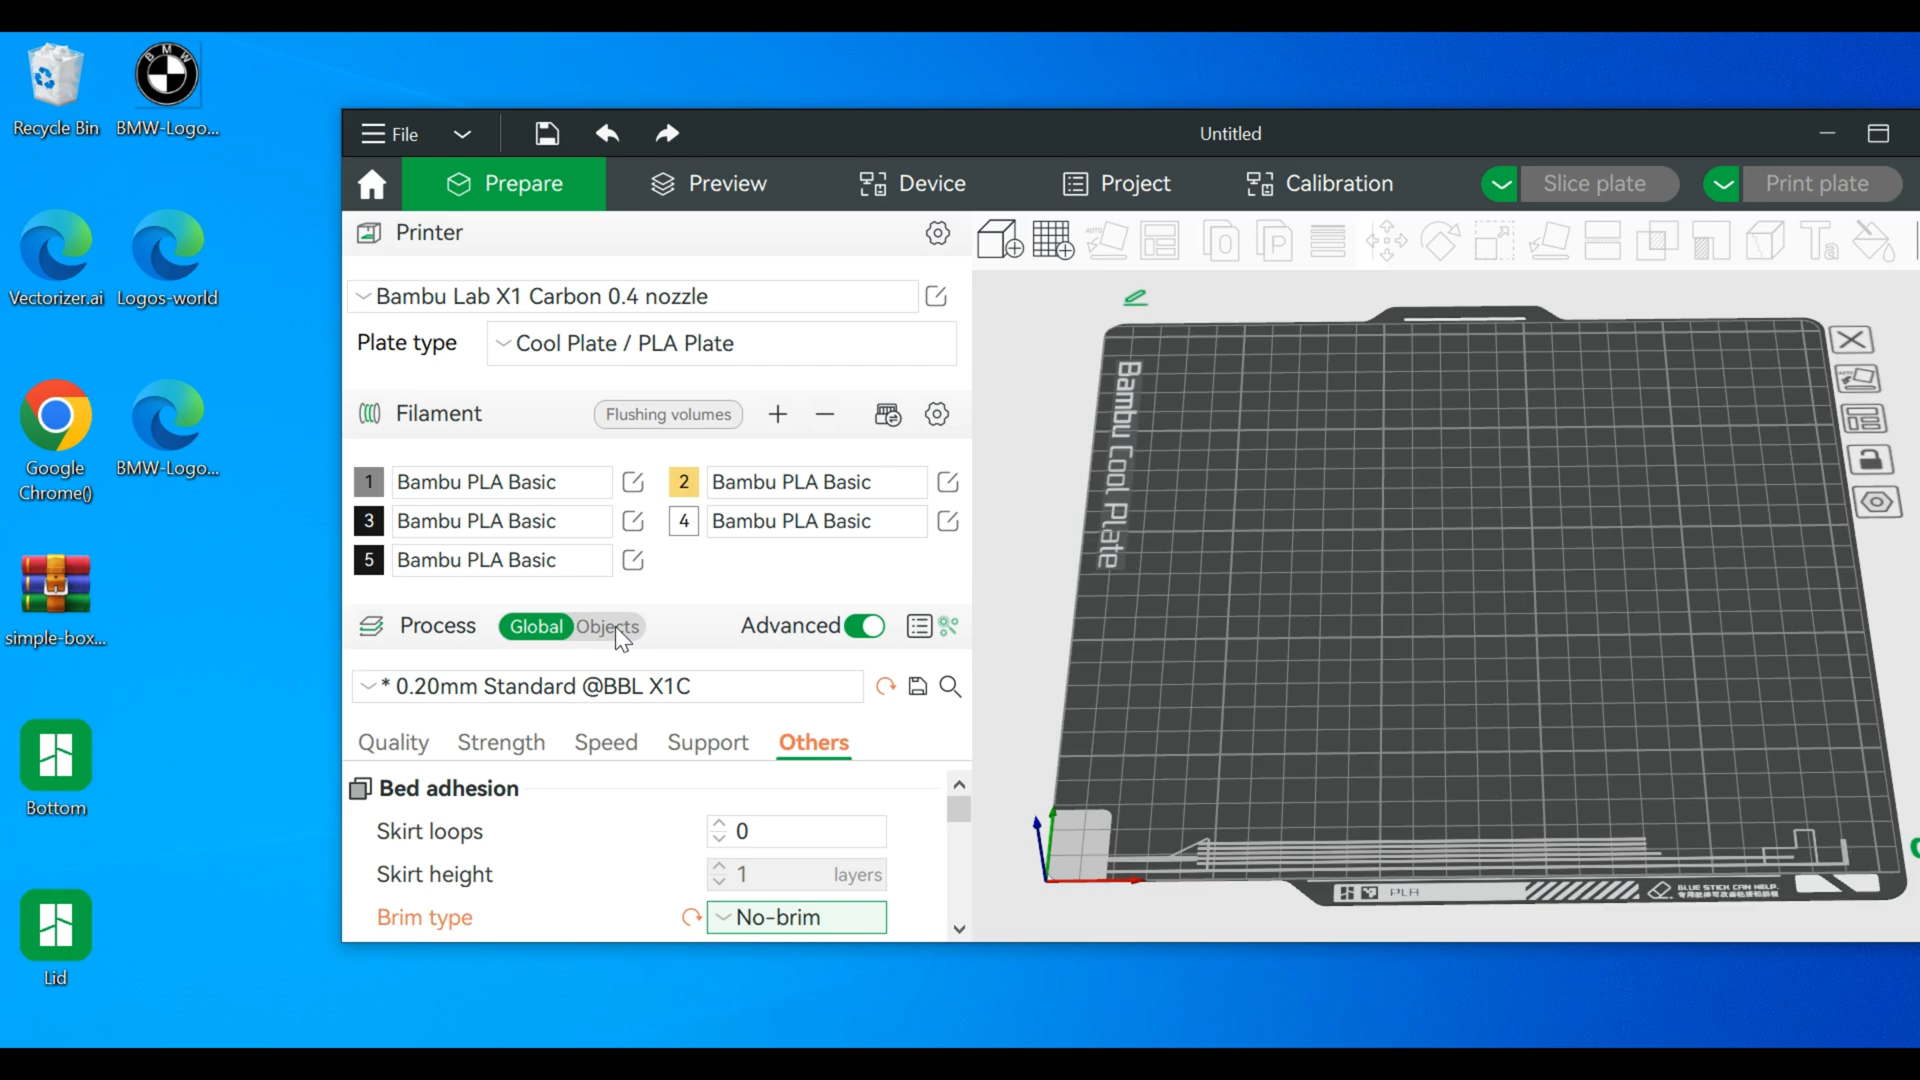 Recycle Bin
BMW-Logo...
Vectorizer.ai
Logos-world
Google
Chrome()
BMW-Logo...
simple-box...
Bottom
Lid
File
Untitled
Prepare
Preview
Device
Project
Calibration
Slice plate
Print plate
Printer
Bambu Lab X1 Carbon 0.4 nozzle
Plate type
Cool Plate / PLA Plate
Filament
Flushing volumes
1 Bambu PLA Basic
2 Bambu PLA Basic
3 Bambu PLA Basic
4 Bambu PLA Basic
5 Bambu PLA Basic
Process
Global
Objects
Advanced
* 0.20mm Standard @BBL X1C
Quality
Strength
Speed
Support
Others
Bed adhesion
Skirt loops
0
Skirt height
1 layers
Brim type
No-brim
Bambu Cool Plate
PLA
BLUE STICK CAN HELP.